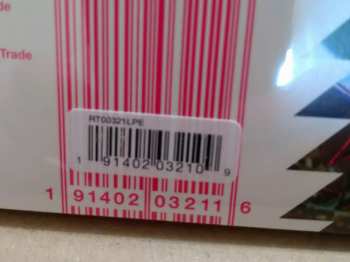 de
Trade
RT00321LPE
1 91402 03210 9
1 91402 03211 6